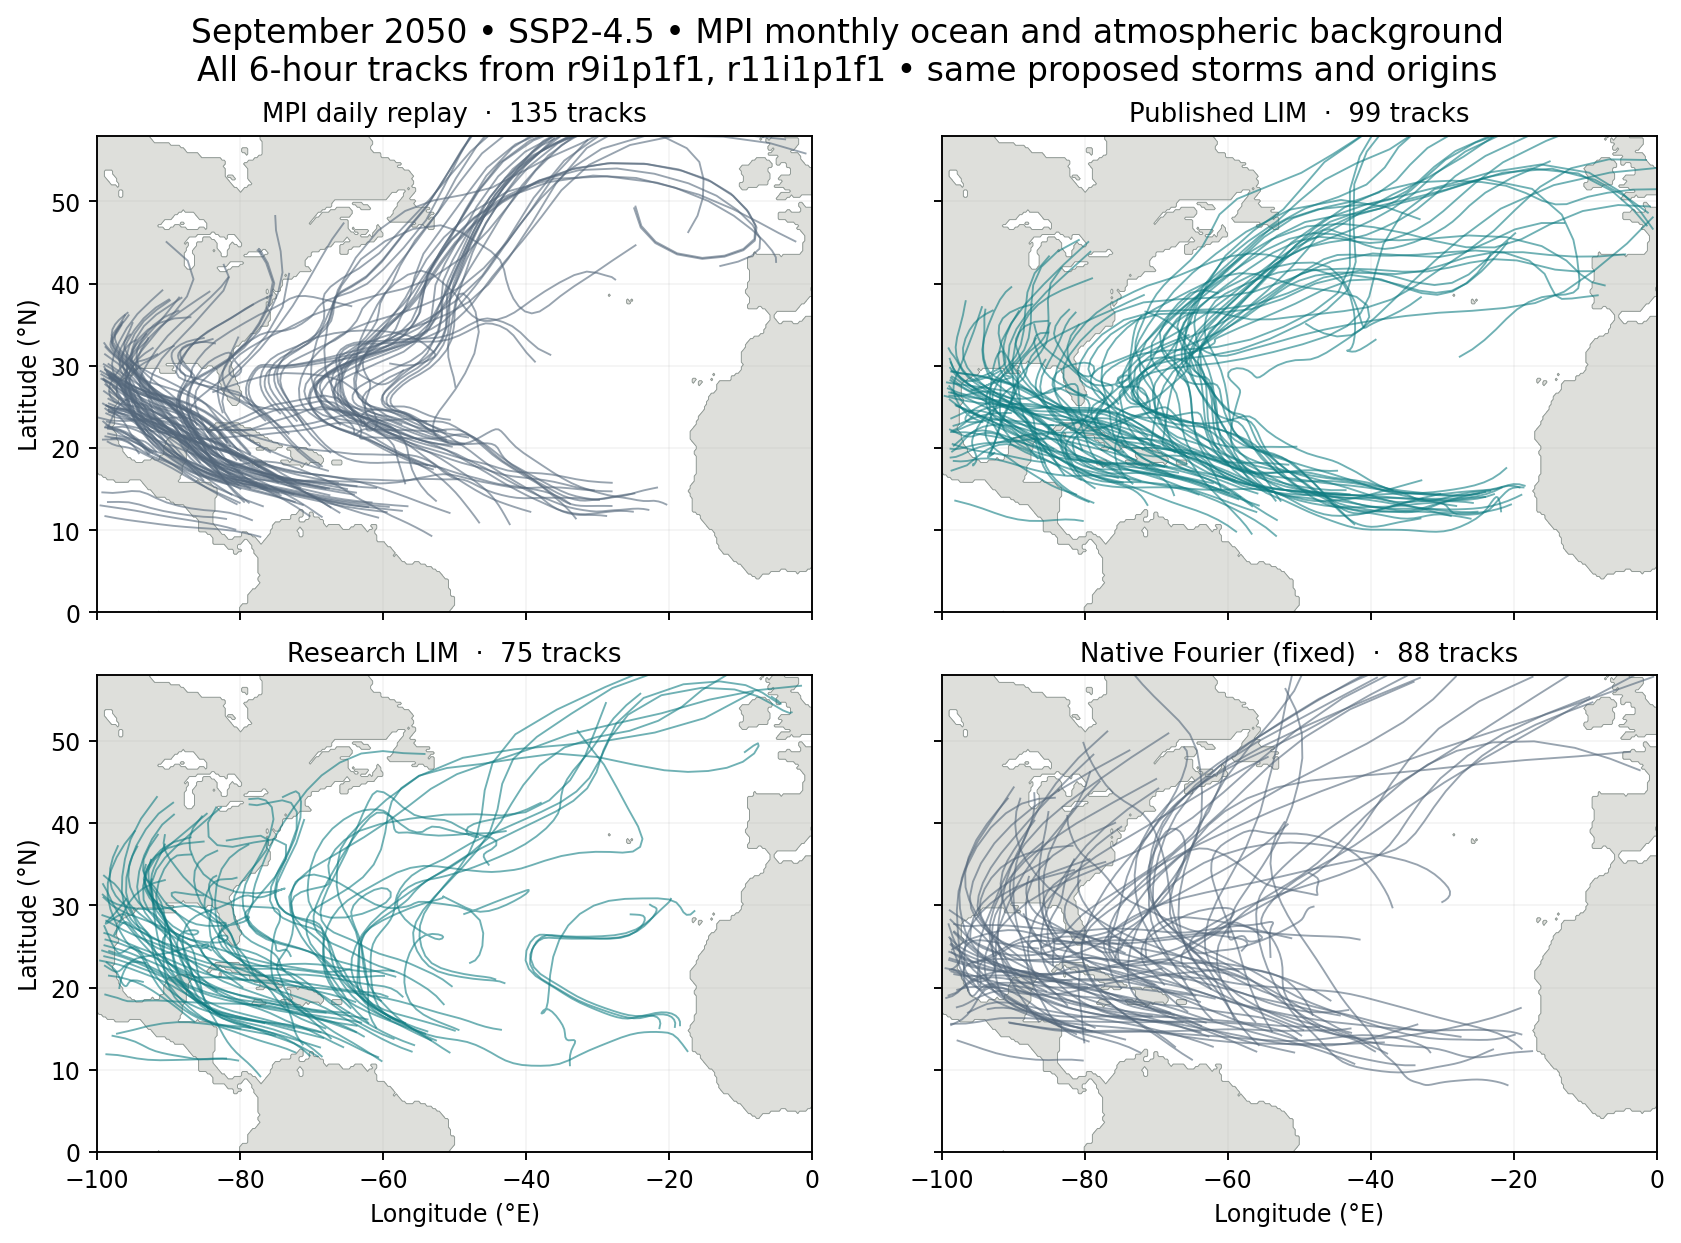 September 2050 • SSP2-4.5 • MPI monthly ocean and atmospheric background
All 6-hour tracks from r9i1p1f1, r11i1p1f1 • same proposed storms and origins
MPI daily replay · 135 tracks
Published LIM · 99 tracks
Latitude (°N)
50
40
30
20
10
0
Research LIM · 75 tracks
Native Fourier (fixed) · 88 tracks
Latitude (°N)
50
40
30
20
10
0
−100 −80 −60 −40 −20 0
−100 −80 −60 −40 −20 0
Longitude (°E)
Longitude (°E)